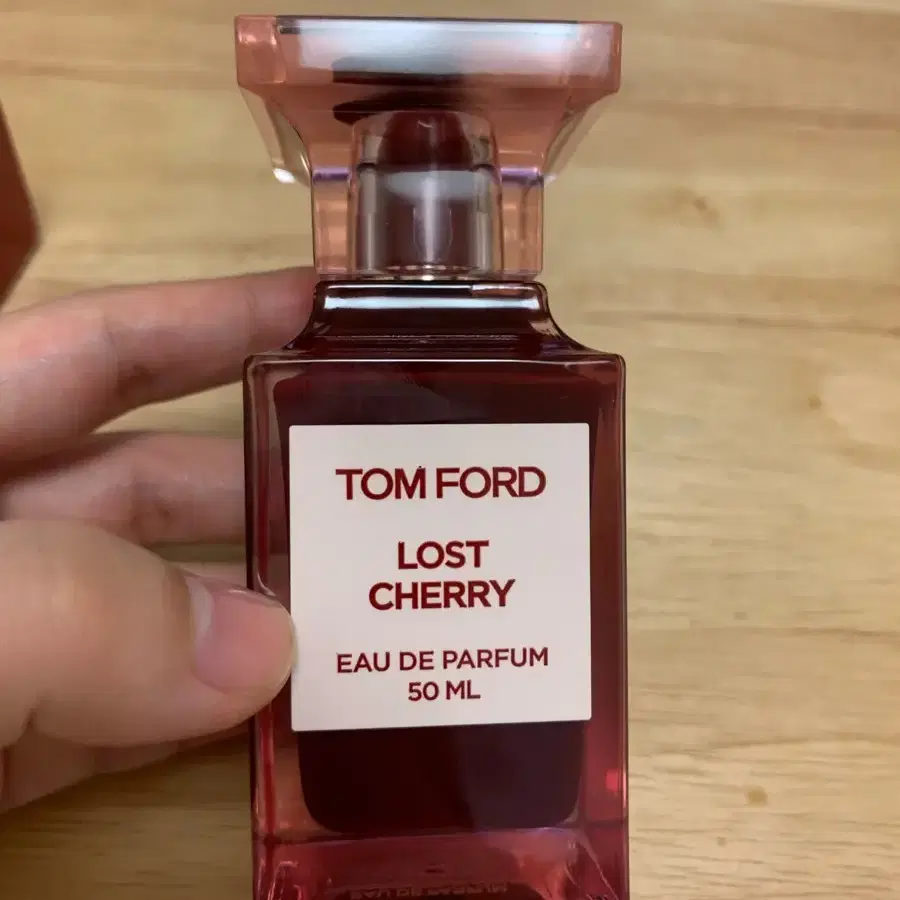 TOM FORD
LOST
CHERRY
EAU DE PARFUM
50 ML